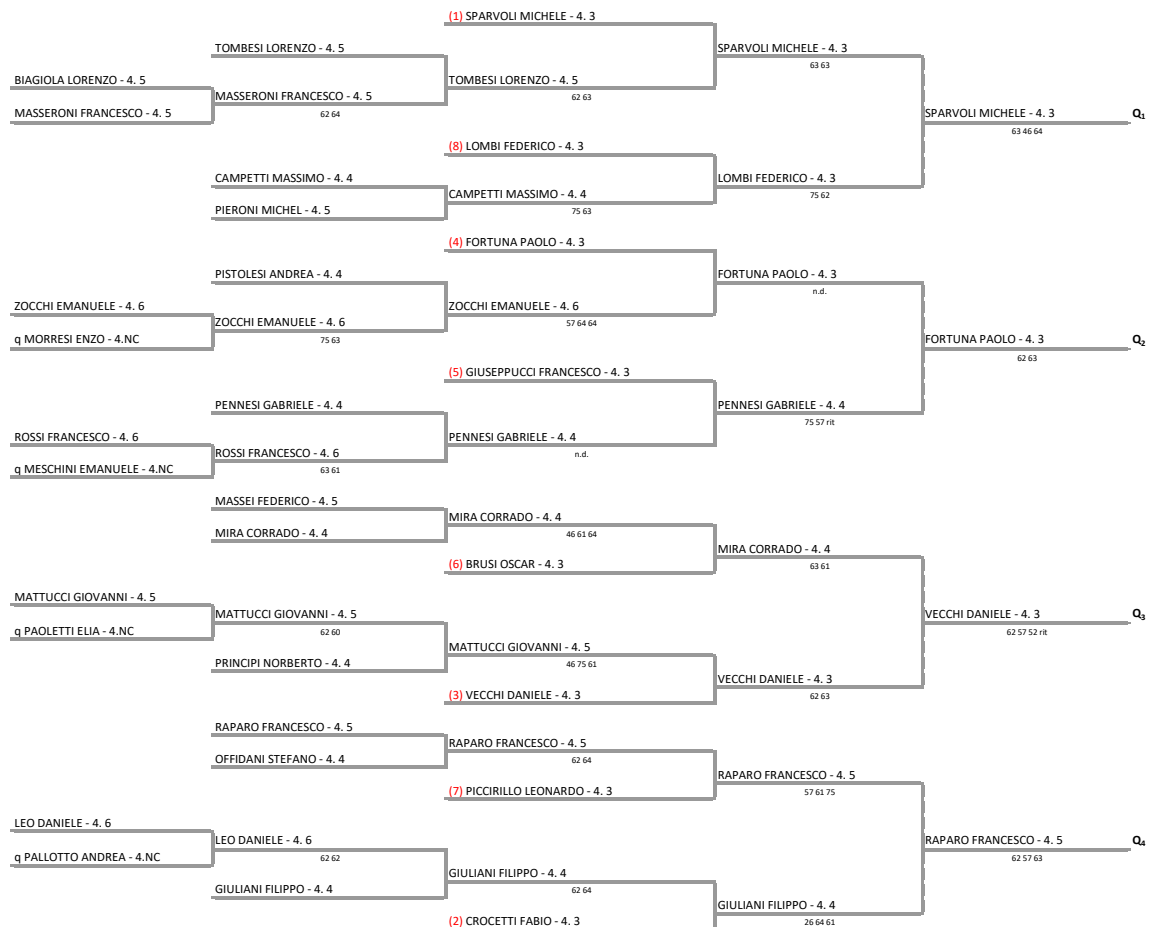 (1) SPARVOLI MICHELE - 4. 3
TOMBESI LORENZO - 4. 5
SPARVOLI MICHELE - 4. 3
63 63
BIAGIOLA LORENZO - 4. 5
TOMBESI LORENZO - 4. 5
62 63
MASSERONI FRANCESCO - 4. 5
62 64
MASSERONI FRANCESCO - 4. 5
SPARVOLI MICHELE - 4. 3
63 46 64
Q1
(8) LOMBI FEDERICO - 4. 3
CAMPETTI MASSIMO - 4. 4
LOMBI FEDERICO - 4. 3
75 62
CAMPETTI MASSIMO - 4. 4
75 63
PIERONI MICHEL - 4. 5
(4) FORTUNA PAOLO - 4. 3
PISTOLESI ANDREA - 4. 4
FORTUNA PAOLO - 4. 3
n.d.
ZOCCHI EMANUELE - 4. 6
ZOCCHI EMANUELE - 4. 6
57 64 64
ZOCCHI EMANUELE - 4. 6
75 63
q MORRESI ENZO - 4.NC
FORTUNA PAOLO - 4. 3
62 63
Q2
(5) GIUSEPPUCCI FRANCESCO - 4. 3
PENNESI GABRIELE - 4. 4
PENNESI GABRIELE - 4. 4
75 57 rit
ROSSI FRANCESCO - 4. 6
PENNESI GABRIELE - 4. 4
n.d.
ROSSI FRANCESCO - 4. 6
63 61
q MESCHINI EMANUELE - 4.NC
MASSEI FEDERICO - 4. 5
MIRA CORRADO - 4. 4
46 61 64
MIRA CORRADO - 4. 4
MIRA CORRADO - 4. 4
63 61
(6) BRUSI OSCAR - 4. 3
MATTUCCI GIOVANNI - 4. 5
MATTUCCI GIOVANNI - 4. 5
62 60
VECCHI DANIELE - 4. 3
62 57 52 rit
Q3
q PAOLETTI ELIA - 4.NC
MATTUCCI GIOVANNI - 4. 5
46 75 61
PRINCIPI NORBERTO - 4. 4
VECCHI DANIELE - 4. 3
62 63
(3) VECCHI DANIELE - 4. 3
RAPARO FRANCESCO - 4. 5
RAPARO FRANCESCO - 4. 5
62 64
OFFIDANI STEFANO - 4. 4
RAPARO FRANCESCO - 4. 5
57 61 75
(7) PICCIRILLO LEONARDO - 4. 3
LEO DANIELE - 4. 6
LEO DANIELE - 4. 6
62 62
RAPARO FRANCESCO - 4. 5
62 57 63
Q4
q PALLOTTO ANDREA - 4.NC
GIULIANI FILIPPO - 4. 4
62 64
GIULIANI FILIPPO - 4. 4
GIULIANI FILIPPO - 4. 4
26 64 61
(2) CROCETTI FABIO - 4. 3